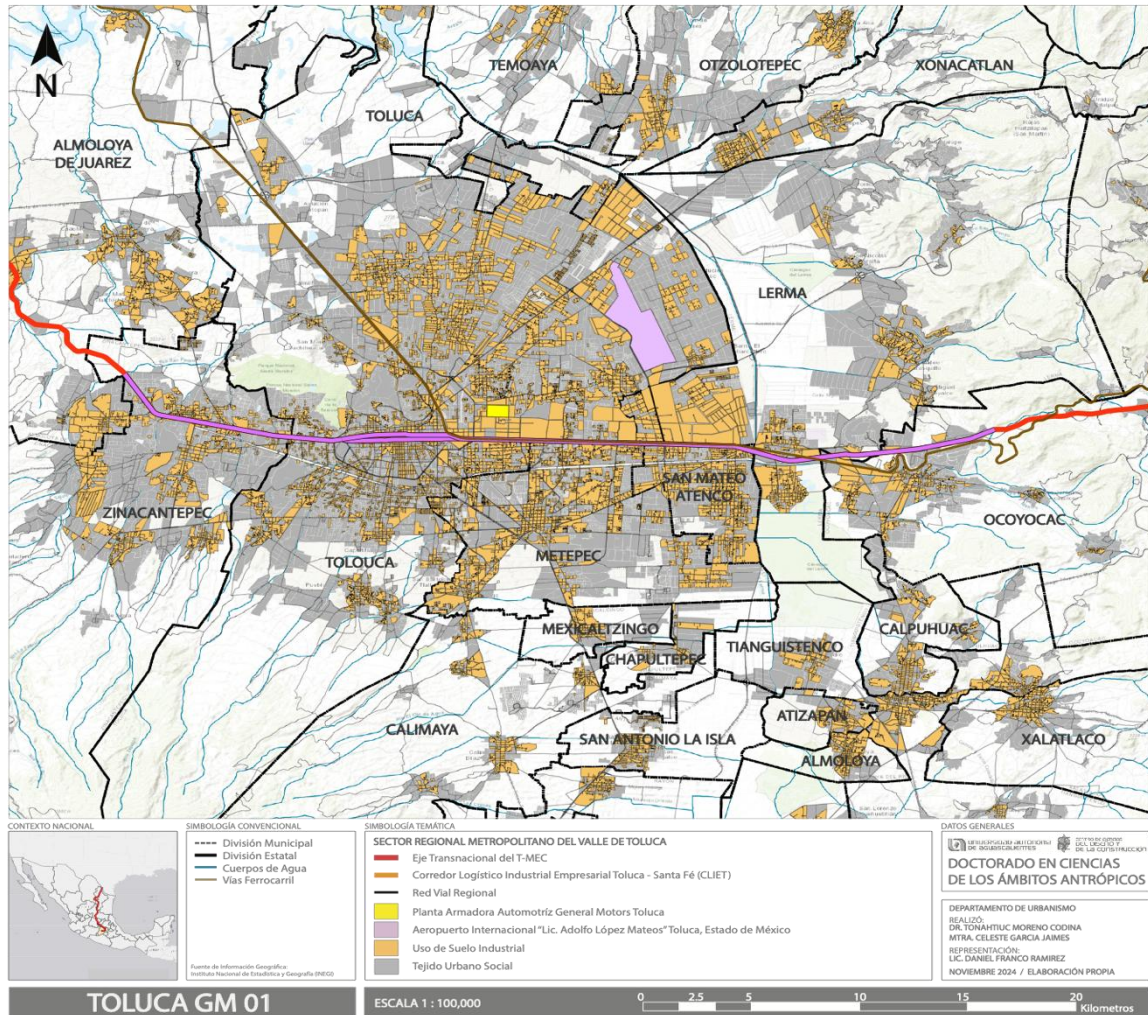 N
TEMOAYA
OTZOLOTEPEC
XONACATLAN
TOLUCA
ALMOLOYA
DE JUAREZ
LERMA
ZINACANTEPEC
SAN MATEO
ATENCO
OCOYOCAC
TOLOUCA
METEPEC
MEXICALTZINGO
CHAPULTEPEC
TIANGUISTENCO
CALPUHUAC
CALIMAYA
SAN ANTONIO LA ISLA
ATIZAPAN
ALMOLOYA
XALATLACO
CONTEXTO NACIONAL
SIMBOLOGÍA CONVENCIONAL
División Municipal
División Estatal
Cuerpos de Agua
Vías Ferrocarril
Fuente de Información Geográfica:
Instituto Nacional de Estadística y Geografía (INEGI)
SIMBOLOGÍA TEMÁTICA
SECTOR REGIONAL METROPOLITANO DEL VALLE DE TOLUCA
Eje Transnacional del T-MEC
Corredor Logístico Industrial Empresarial Toluca - Santa Fé (CLIET)
Red Vial Regional
Planta Armadora Automotríz General Motors Toluca
Aeropuerto Internacional "Lic. Adolfo López Mateos" Toluca, Estado de México
Uso de Suelo Industrial
Tejido Urbano Social
DATOS GENERALES
UNIVERSIDAD AUTONOMA
DE AGUASCALIENTES
DE LA CONSTRUCCION
DOCTORADO EN CIENCIAS
DE LOS ÁMBITOS ANTRÓPICOS
DEPARTAMENTO DE URBANISMO
REALIZÓ:
DR. TONAHTIUC MORENO CODINA
MTRA. CELESTE GARCIA JAIMES
REPRESENTACIÓN:
LIC. DANIEL FRANCO RAMIREZ
NOVIEMBRE 2024 / ELABORACIÓN PROPIA
TOLUCA GM 01
ESCALA 1 : 100,000
0 2.5 5 10 15 20
Kilometros